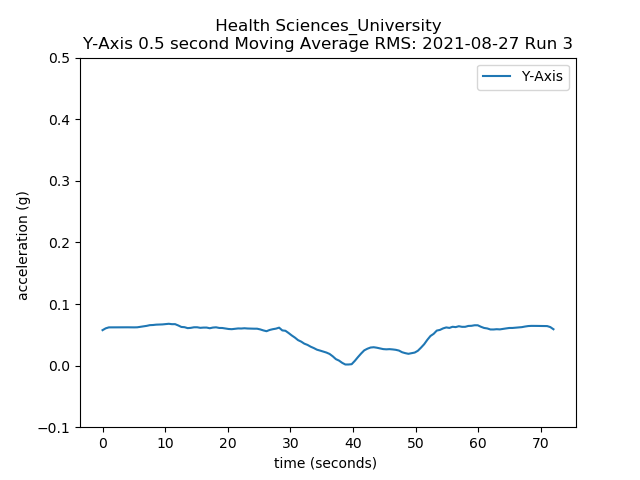 Health Sciences_University
Y-Axis 0.5 second Moving Average RMS: 2021-08-27 Run 3
Y-Axis
acceleration (g)
0.5
0.4
0.3
0.2
0.1
0.0
−0.1
0 10 20 30 40 50 60 70
time (seconds)